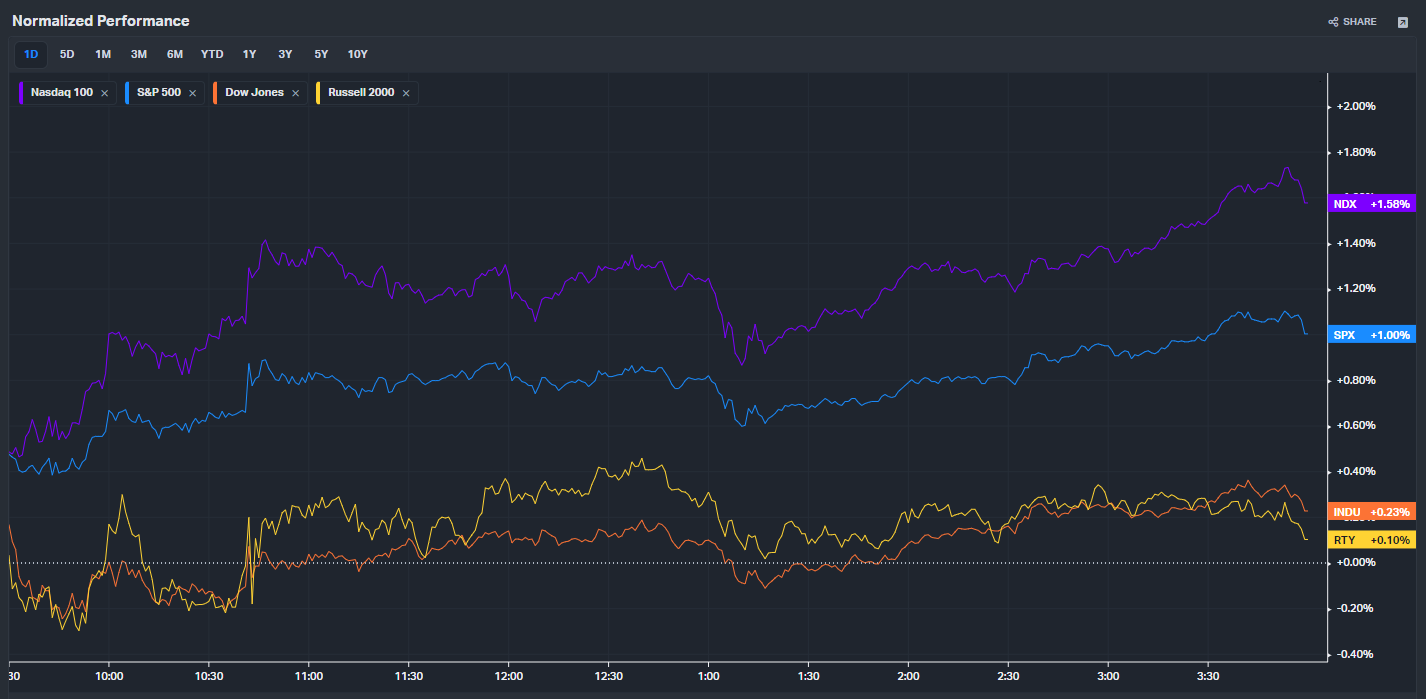 Normalized Performance
SHARE
1D 5D 1M 3M 6M YTD 1Y 3Y 5Y 10Y
Nasdaq 100 × S&P 500 × Dow Jones × Russell 2000 ×
+2.00%
+1.80%
NDX +1.58%
+1.40%
+1.20%
SPX +1.00%
+0.80%
+0.60%
+0.40%
INDU +0.23%
RTY +0.10%
+0.00%
-0.20%
-0.40%
30 10:00 10:30 11:00 11:30 12:00 12:30 1:00 1:30 2:00 2:30 3:00 3:30